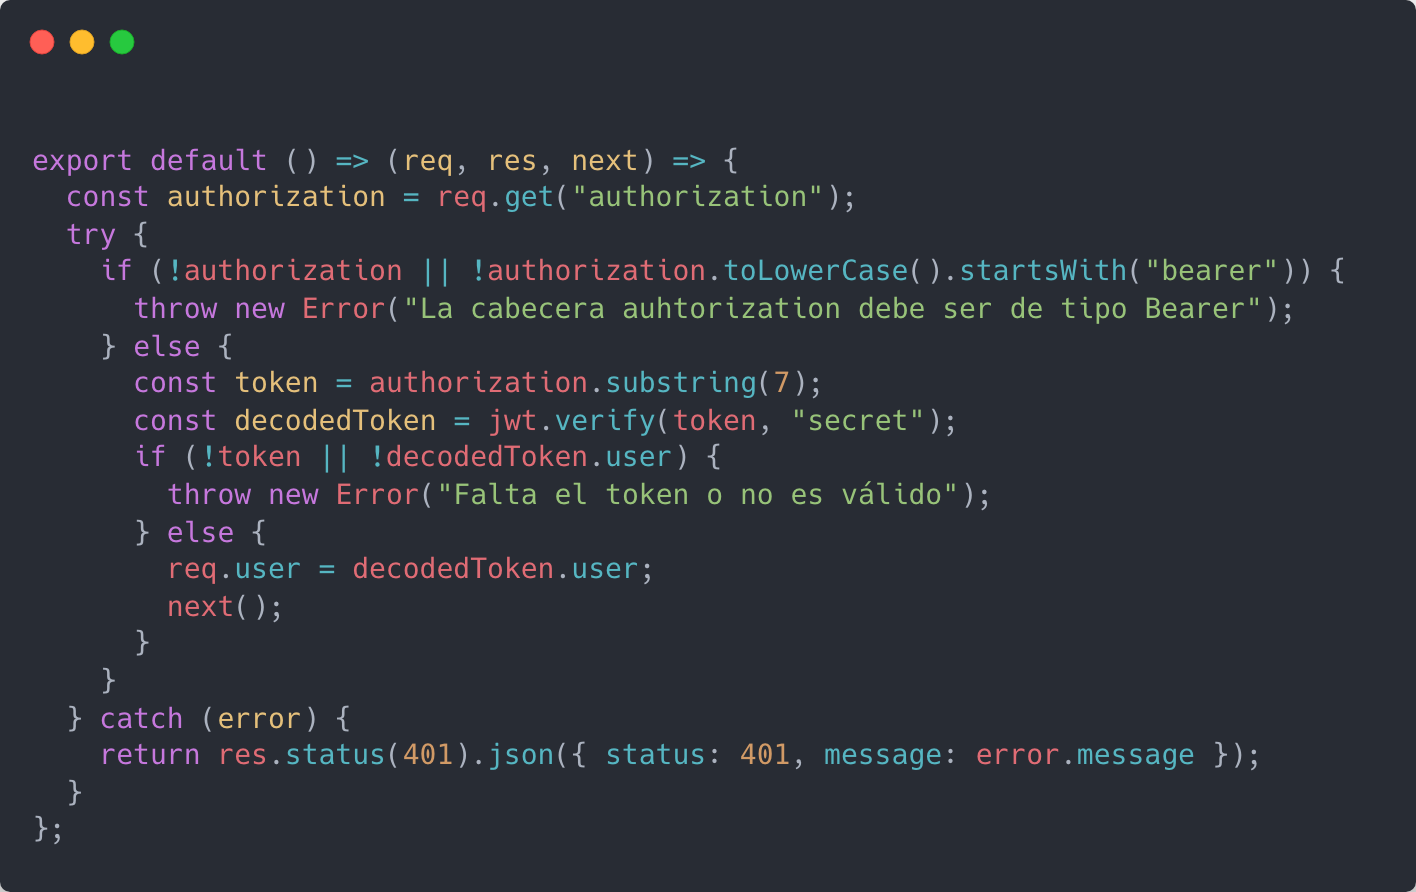 export default () => (req, res, next) => {
  const authorization = req.get("authorization");
  try {
    if (!authorization || !authorization.toLowerCase().startsWith("bearer")) {
      throw new Error("La cabecera auhtorization debe ser de tipo Bearer");
    } else {
      const token = authorization.substring(7);
      const decodedToken = jwt.verify(token, "secret");
      if (!token || !decodedToken.user) {
        throw new Error("Falta el token o no es válido");
      } else {
        req.user = decodedToken.user;
        next();
      }
    }
  } catch (error) {
    return res.status(401).json({ status: 401, message: error.message });
  }
};